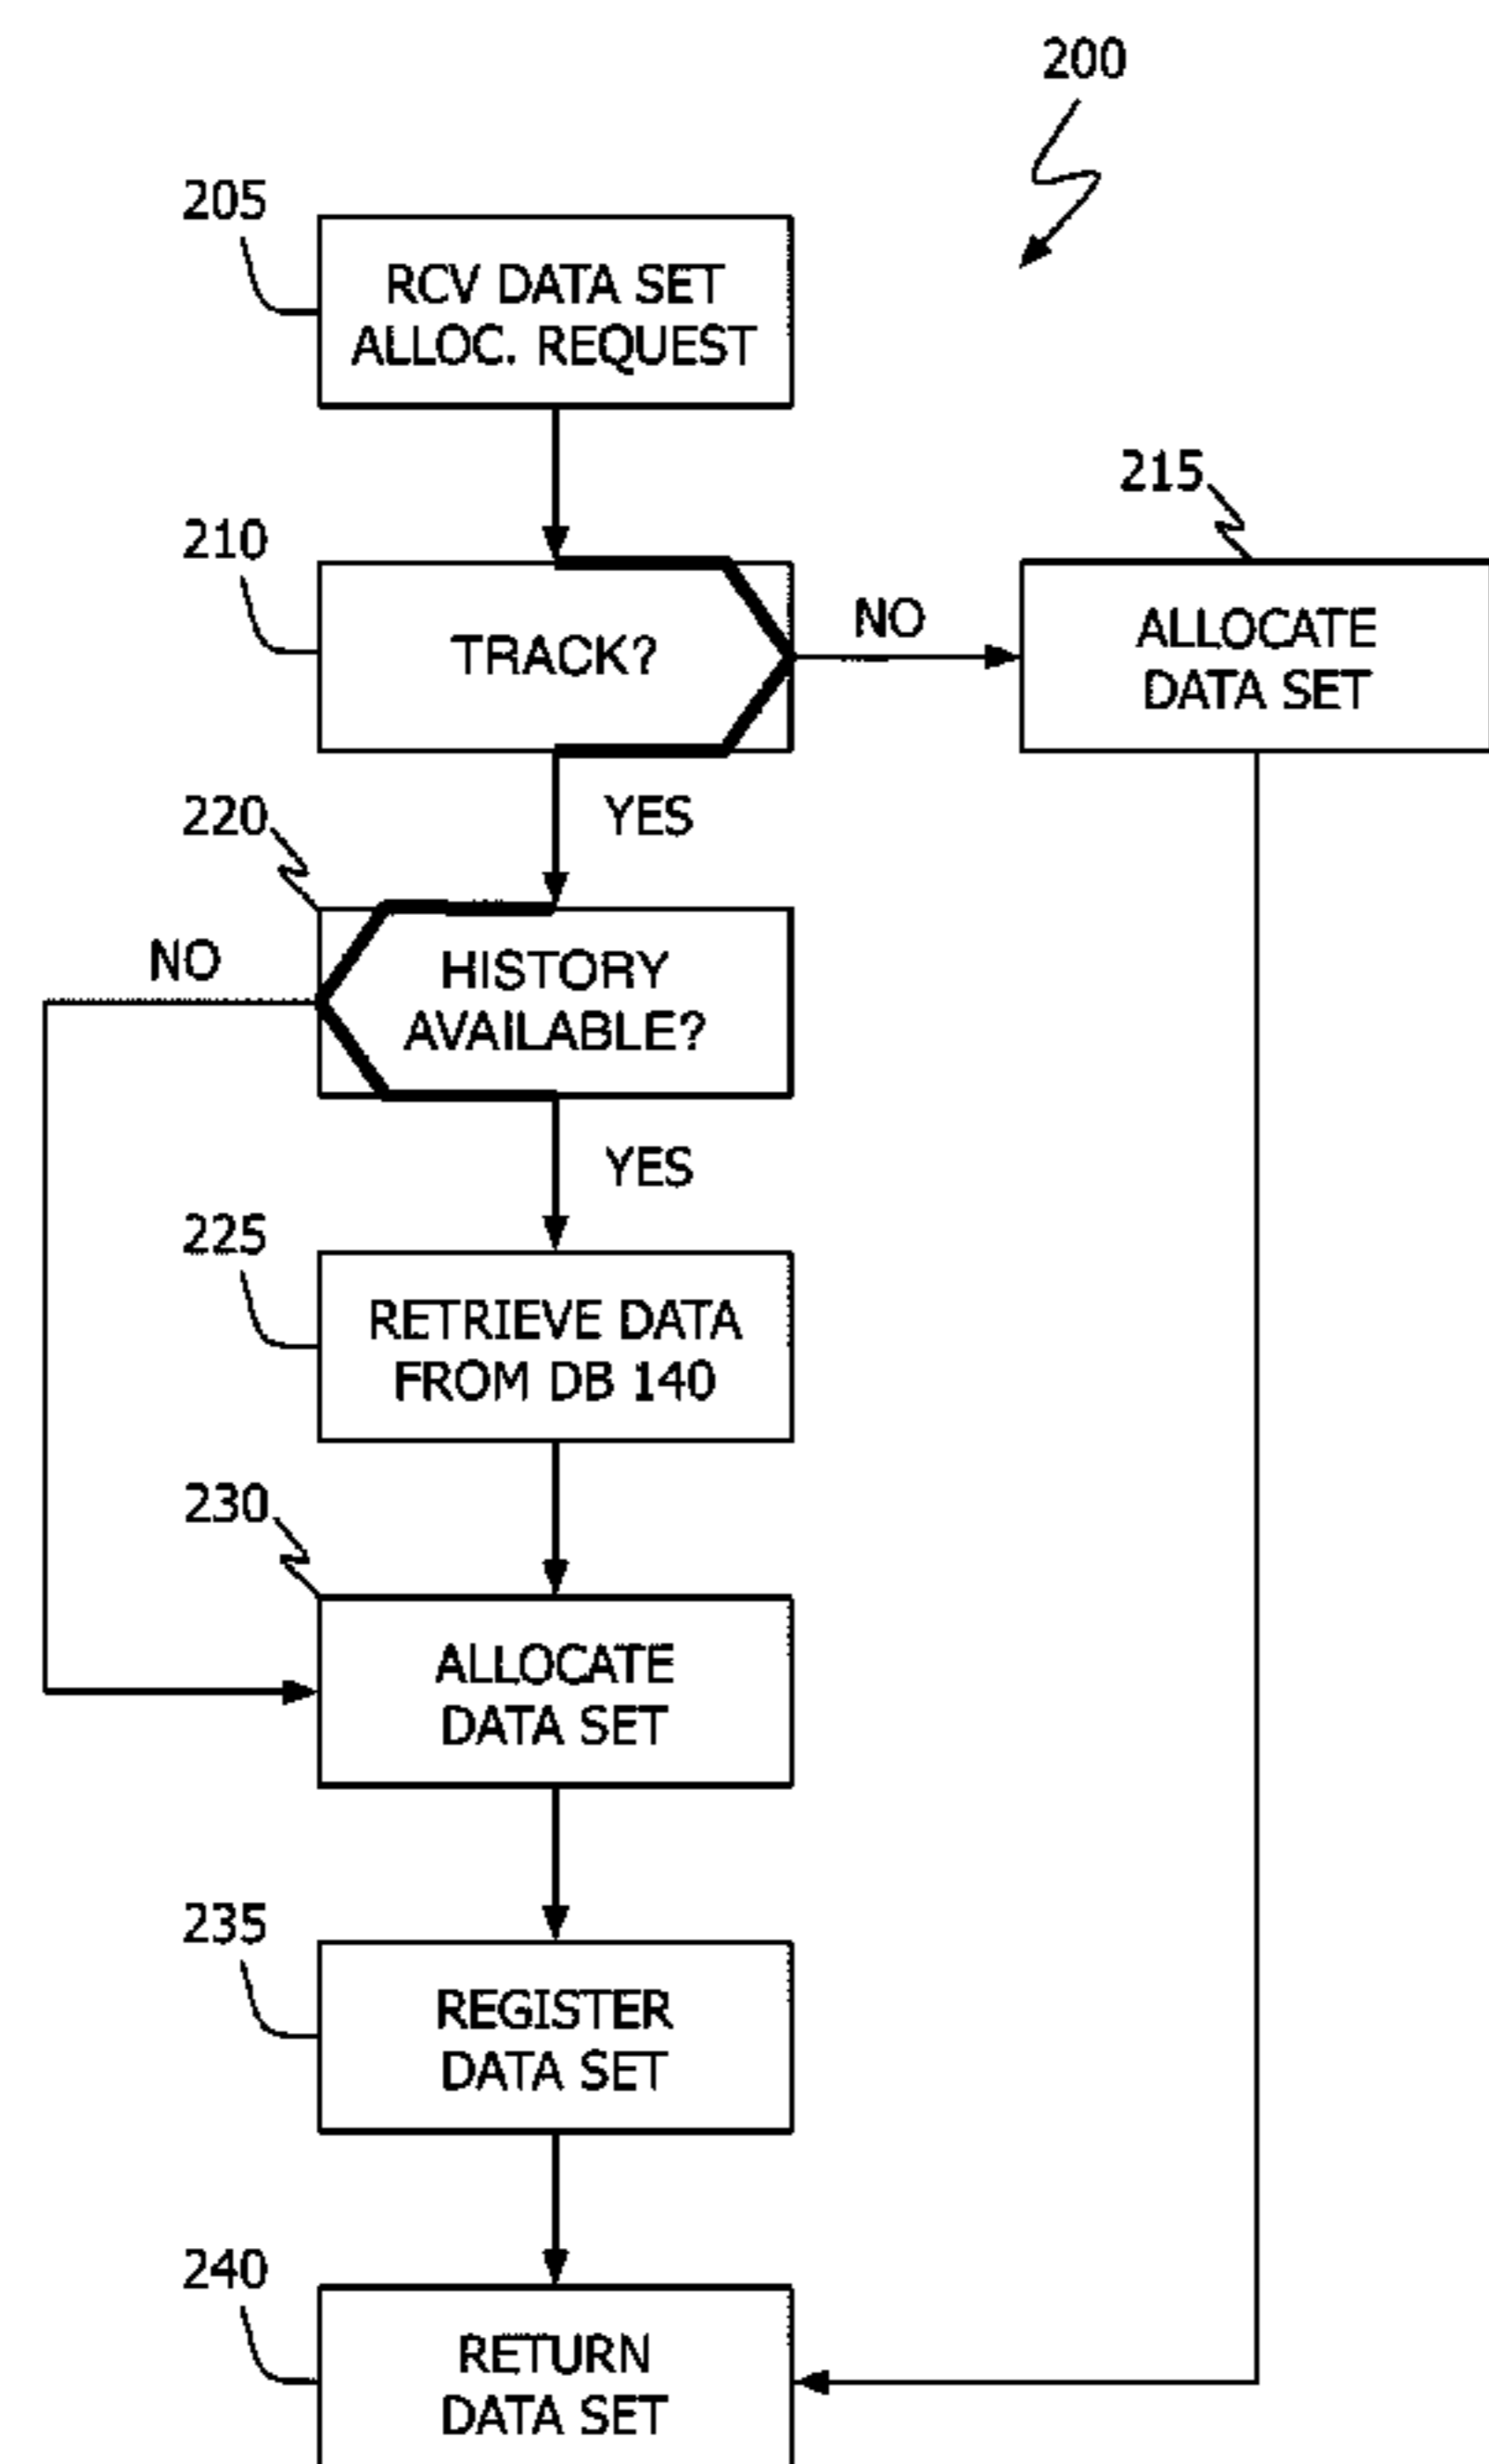 200
205
RCV DATA SET
ALLOC. REQUEST
210
TRACK?
NO
215
ALLOCATE
DATA SET
YES
220
NO
HISTORY
AVAILABLE?
YES
225
RETRIEVE DATA
FROM DB 140
230
ALLOCATE
DATA SET
235
REGISTER
DATA SET
240
RETURN
DATA SET